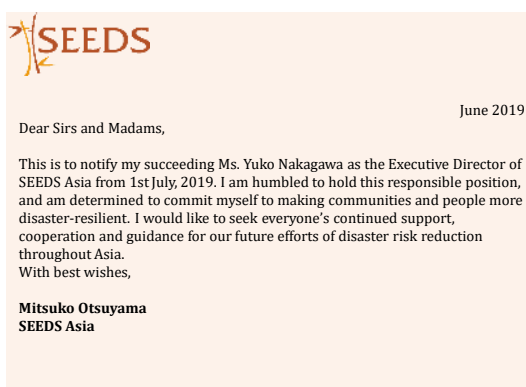 SEEDS
June 2019
Dear Sirs and Madams,
This is to notify my succeeding Ms. Yuko Nakagawa as the Executive Director of
SEEDS Asia from 1st July, 2019. I am humbled to hold this responsible position,
and am determined to commit myself to making communities and people more
disaster-resilient. I would like to seek everyone’s continued support,
cooperation and guidance for our future efforts of disaster risk reduction
throughout Asia.
With best wishes,
Mitsuko Otsuyama
SEEDS Asia